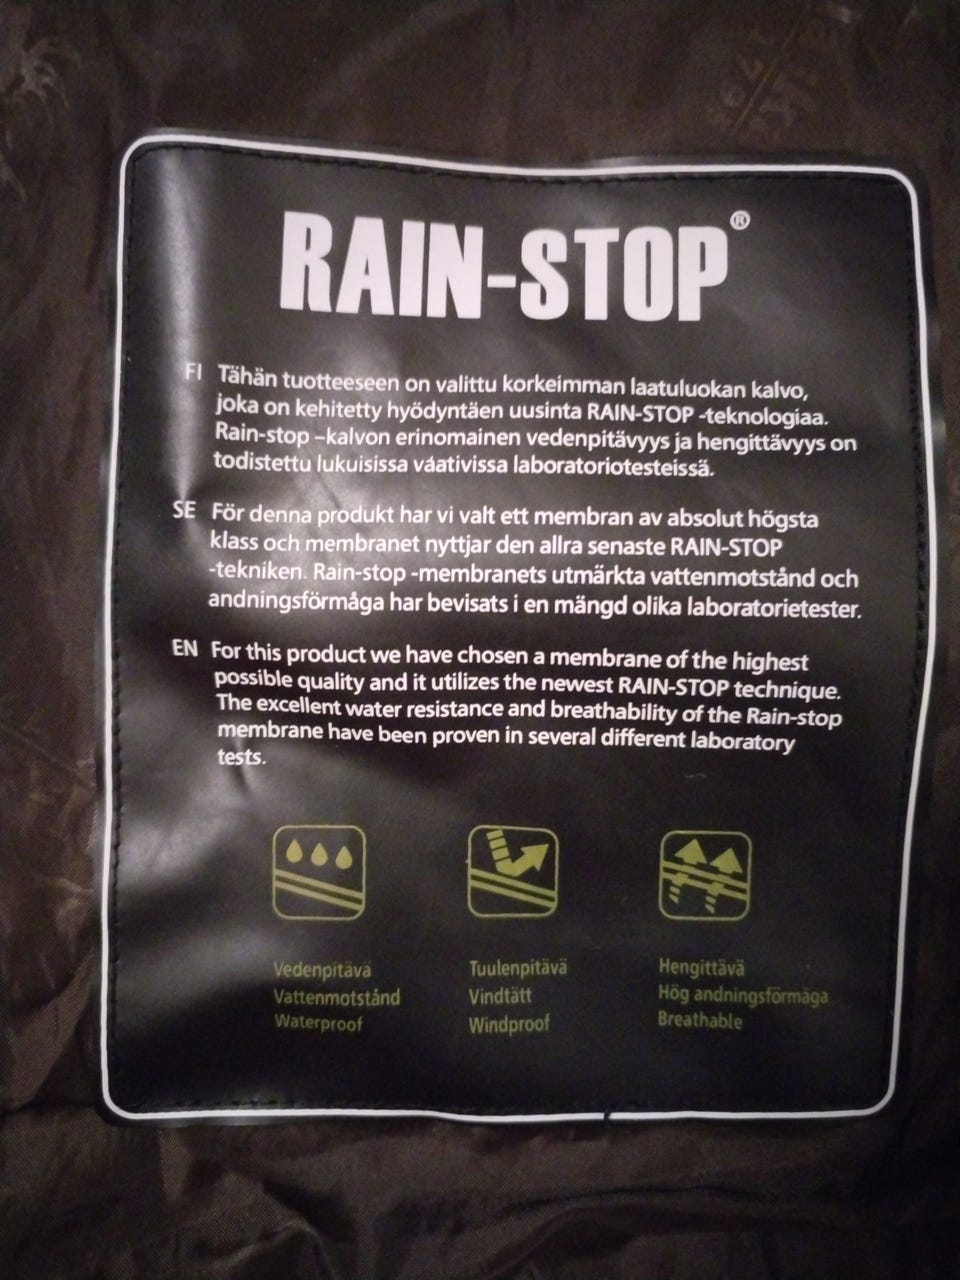 RAIN-STOP®
FI Tähän tuotteeseen on valittu korkeimman laatuluokan kalvo,
joka on kehitetty hyödyntäen uusinta RAIN-STOP -teknologiaa.
Rain-stop –kalvon erinomainen vedenpitävyys ja hengittävyys on
todistettu lukuisissa vaativissa laboratoriotesteissä.
SE För denna produkt har vi valt ett membran av absolut högsta
klass och membranet nyttjar den allra senaste RAIN-STOP
-tekniken. Rain-stop -membranets utmärkta vattenmotstånd och
andningsförmåga har bevisats i en mängd olika laboratorietester.
EN For this product we have chosen a membrane of the highest
possible quality and it utilizes the newest RAIN-STOP technique.
The excellent water resistance and breathability of the Rain-stop
membrane have been proven in several different laboratory
tests.
Vedenpitävä
Vattenmotstånd
Waterproof
Tuulenpitävä
Vindtätt
Windproof
Hengittävä
Hög andningsförmåga
Breathable